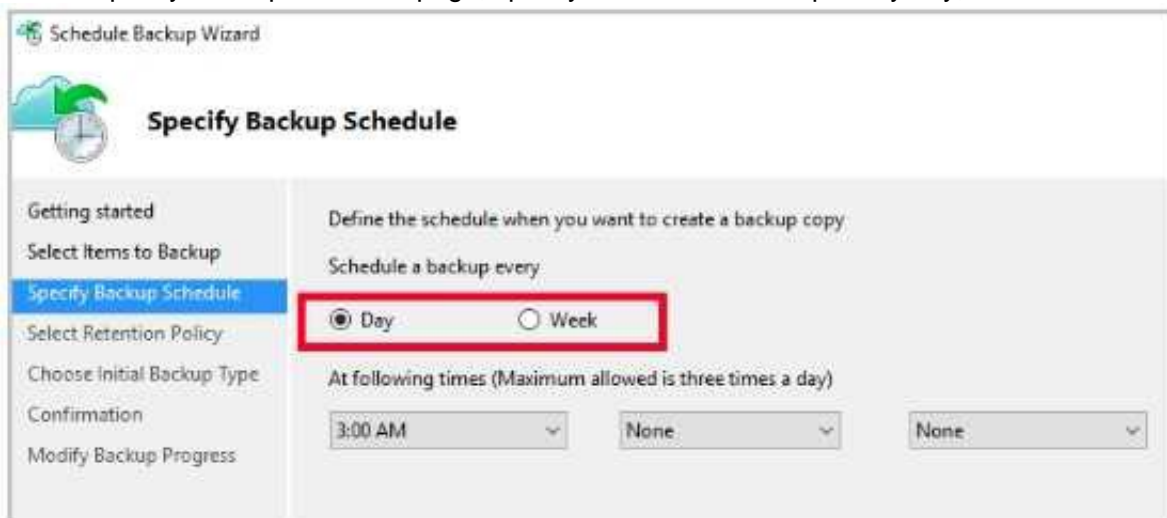 Schedule Backup Wizard
Specify Backup Schedule
Getting started
Select Items to Backup
Specify Backup Schedule
Select Retention Policy
Choose Initial Backup Type
Confirmation
Modify Backup Progress
Define the schedule when you want to create a backup copy
Schedule a backup every
Day Week
At following times (Maximum allowed is three times a day)
3:00 AM None None